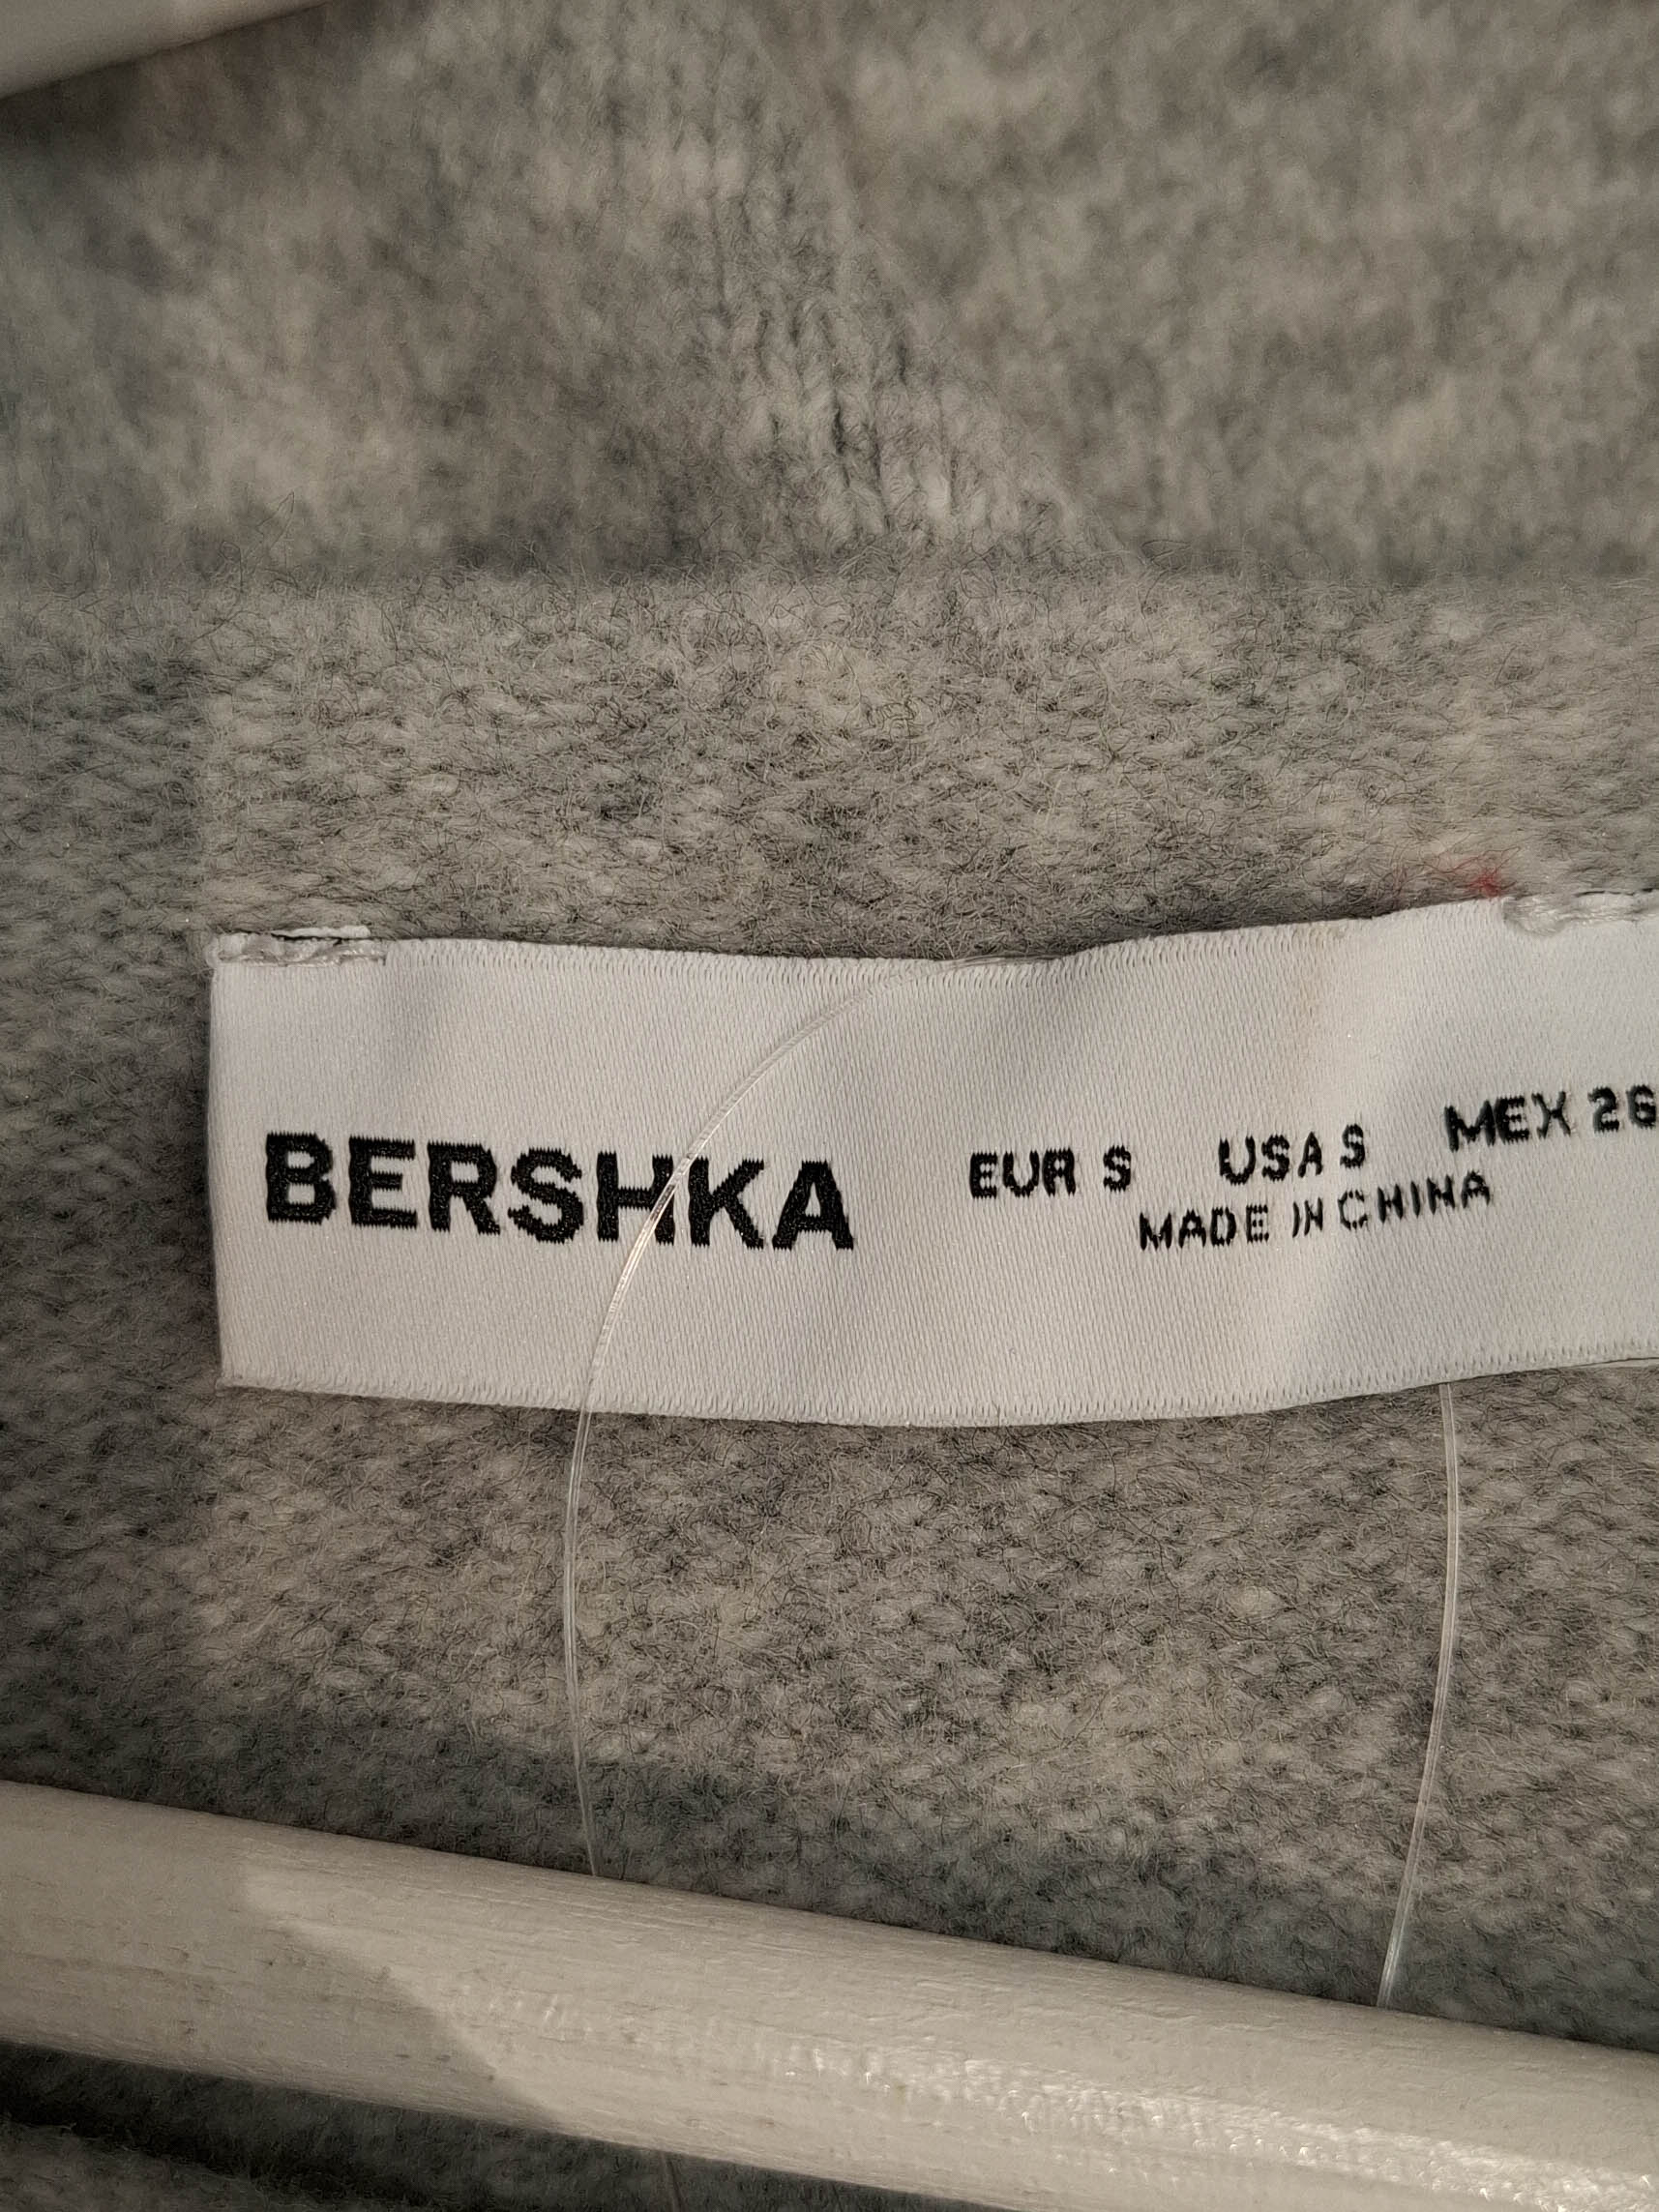 BERSHKA EUR S USA S MEX 26
MADE IN CHINA